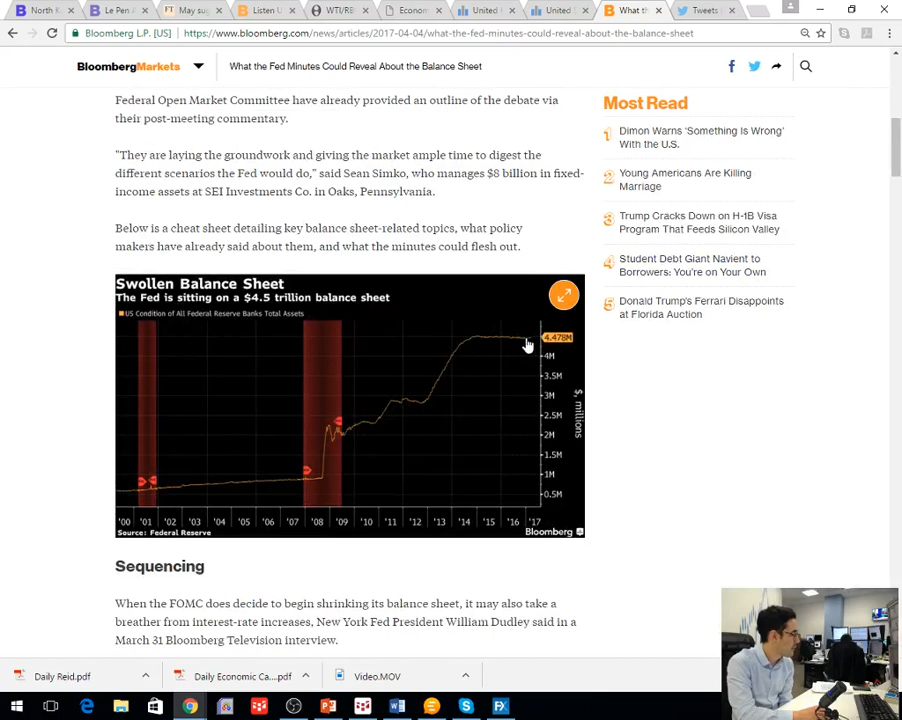 North K
Le Pen A
May sug
Listen U
WTI/RB
Econom
United
United
What th
Tweets
Bloomberg L.P. [US]
https://www.bloomberg.com/news/articles/2017-04-04/what-the-fed-minutes-could-reveal-about-the-balance-sheet
BloombergMarkets
What the Fed Minutes Could Reveal About the Balance Sheet
Federal Open Market Committee have already provided an outline of the debate via
their post-meeting commentary.
"They are laying the groundwork and giving the market ample time to digest the
different scenarios the Fed would do," said Sean Simko, who manages $8 billion in fixed-
income assets at SEI Investments Co. in Oaks, Pennsylvania.
Below is a cheat sheet detailing key balance sheet-related topics, what policy
makers have already said about them, and what the minutes could flesh out.
Swollen Balance Sheet
The Fed is sitting on a $4.5 trillion balance sheet
US Condition of All Federal Reserve Banks Total Assets
4.478M
4M
3.5M
3M
2.5M
2M
1.5M
1M
0.5M
$, millions
'00 '01 '02 '03 '04 '05 '06 '07 '08 '09 '10 '11 '12 '13 '14 '15 '16 '17
Source: Federal Reserve
Bloomberg
Sequencing
When the FOMC does decide to begin shrinking its balance sheet, it may also take a
breather from interest-rate increases, New York Fed President William Dudley said in a
March 31 Bloomberg Television interview.
Most Read
1 Dimon Warns 'Something Is Wrong'
With the U.S.
2 Young Americans Are Killing
Marriage
3 Trump Cracks Down on H-1B Visa
Program That Feeds Silicon Valley
4 Student Debt Giant Navient to
Borrowers: You're on Your Own
5 Donald Trump's Ferrari Disappoints
at Florida Auction
Daily Reid.pdf
Daily Economic Ca....pdf
Video.MOV